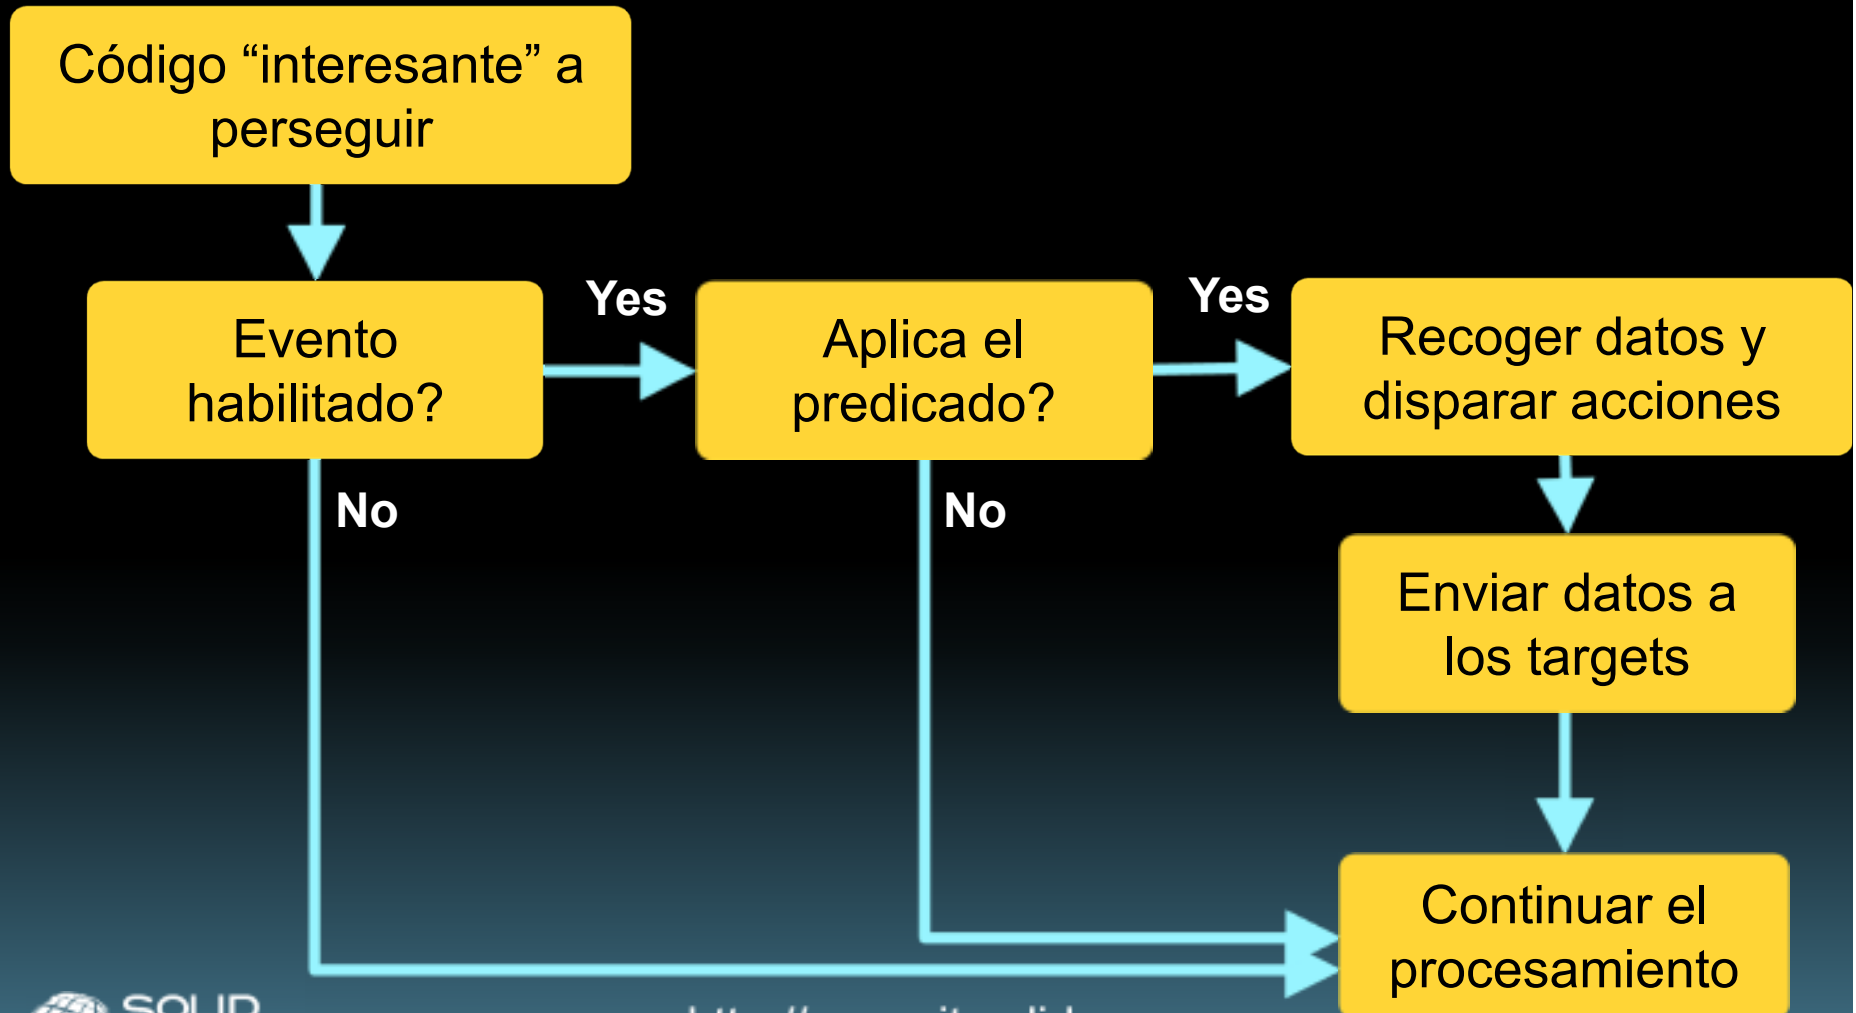 Código “interesante” a
perseguir
Yes
Yes
Evento
habilitado?
Aplica el
predicado?
Recoger datos y
disparar acciones
No
No
Enviar datos a
los targets
Continuar el
procesamiento
SOLID